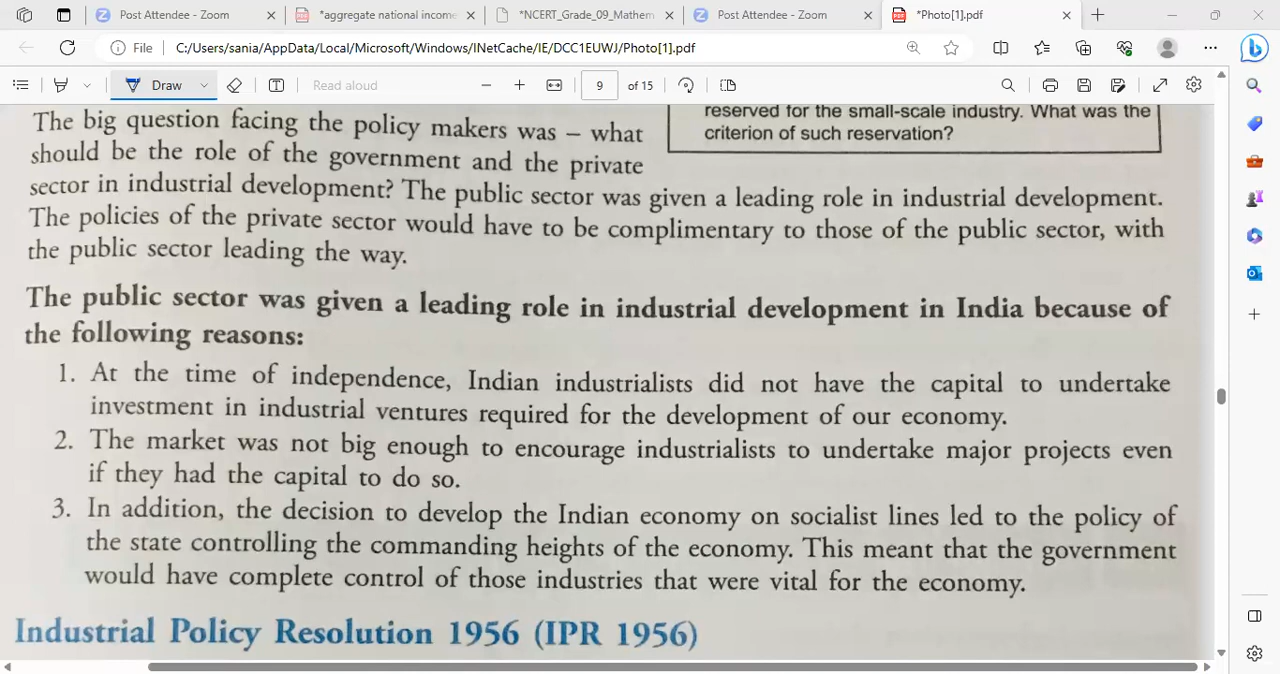 Post Attendee - Zoom
*aggregate national income
*NCERT_Grade_09_Mathem
Post Attendee - Zoom
*Photo[1].pdf
File
C:/Users/sania/AppData/Local/Microsoft/Windows/INetCache/IE/DCC1EUWJ/Photo[1].pdf
Draw
Read aloud
9
of 15
reserved for the small-scale industry. What was the
criterion of such reservation?
The big question facing the policy makers was – what
should be the role of the government and the private
sector in industrial development? The public sector was given a leading role in industrial development.
The policies of the private sector would have to be complimentary to those of the public sector, with
the public sector leading the way.
The public sector was given a leading role in industrial development in India because of
the following reasons:
1. At the time of independence, Indian industrialists did not have the capital to undertake
investment in industrial ventures required for the development of our economy.
2. The market was not big enough to encourage industrialists to undertake major projects even
if they had the capital to do so.
3. In addition, the decision to develop the Indian economy on socialist lines led to the policy of
the state controlling the commanding heights of the economy. This meant that the government
would have complete control of those industries that were vital for the economy.
Industrial Policy Resolution 1956 (IPR 1956)